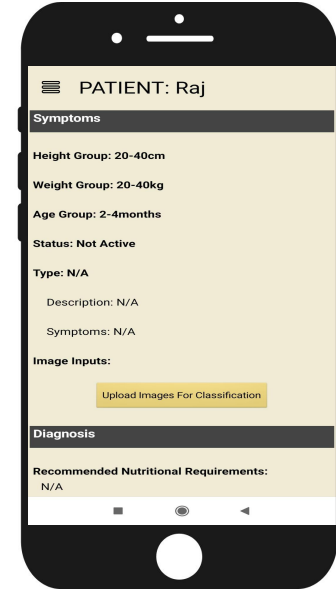 PATIENT: Raj
Symptoms
Height Group: 20-40cm
Weight Group: 20-40kg
Age Group: 2-4months
Status: Not Active
Type: N/A
Description: N/A
Symptoms: N/A
Image Inputs:
Upload Images For Classification
Diagnosis
Recommended Nutritional Requirements:
N/A